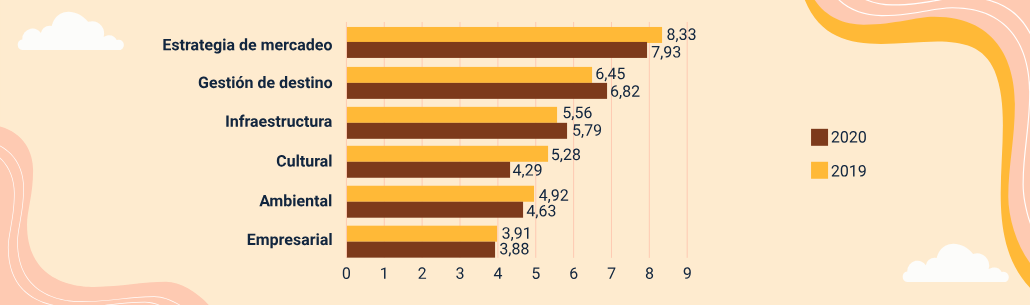 Estrategia de mercadeo
8,33
7,93
Gestión de destino
6,45
6,82
Infraestructura
5,56
5,79
Cultural
5,28
4,29
Ambiental
4,92
4,63
Empresarial
3,91
3,88
0 1 2 3 4 5 6 7 8 9
2020
2019